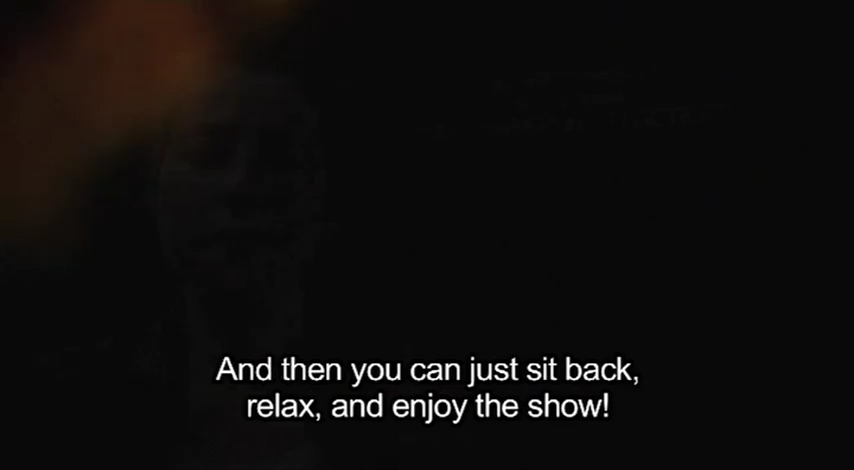 And then you can just sit back,
relax, and enjoy the show!